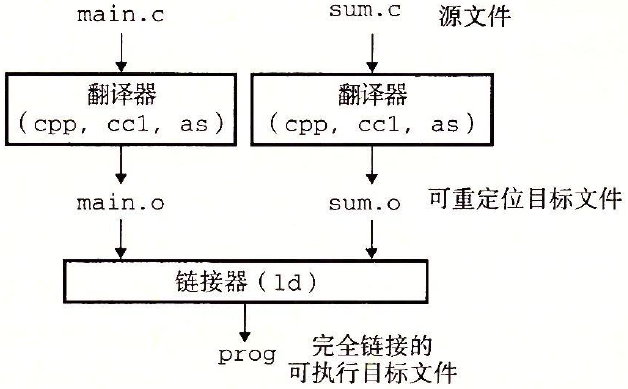 main.c
sum.c
源文件
翻译器
(cpp, cc1, as)
翻译器
(cpp, cc1, as)
main.o
sum.o
可重定位目标文件
链接器(ld)
prog
完全链接的
可执行目标文件